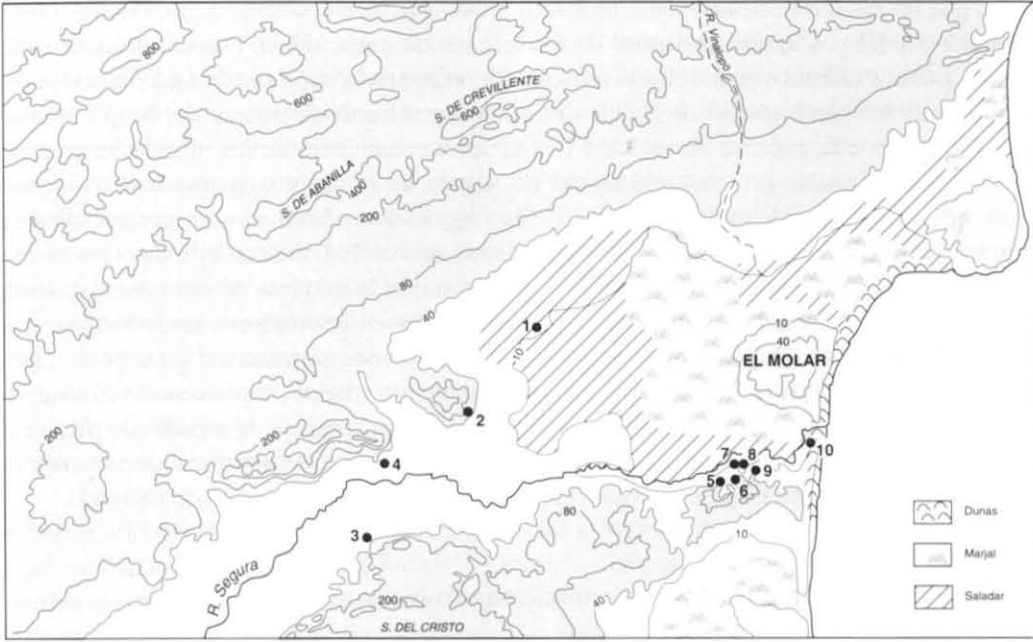 800
600
S. DE CREVILLENTE
600
R. Vinalopó
S. DE ABANILLA
400
200
80
40
1
10
10
40
EL MOLAR
2
200
200
4
10
7
8
9
5
6
80
10
3
R. Segura
200
40
S. DEL CRISTO
Dunas
Marjal
Saladar